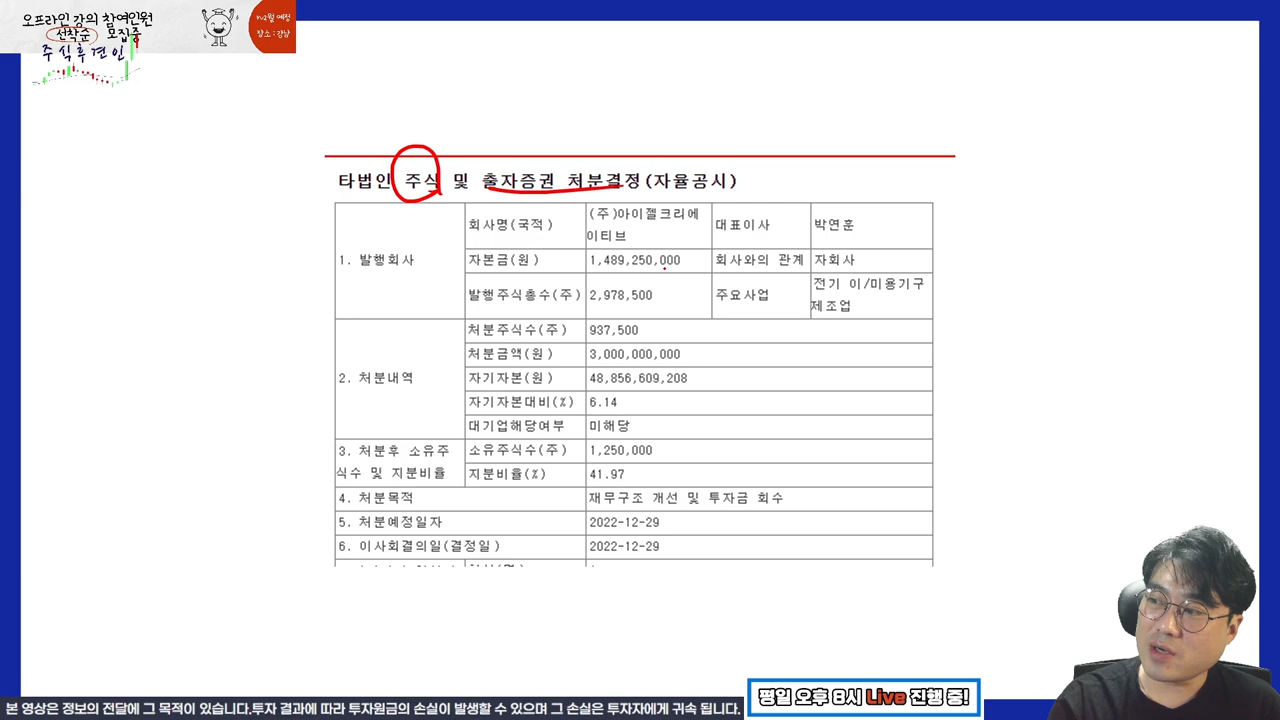 오프라인 강의 참여인원
선착순 모집중
주식후견인
n2월 예정
장소 : 강남
타법인 주식 및 출자증권 처분결정(자율공시)
1. 발행회사
회사명(국적)
(주)아이젤크리에
이티브
대표이사
박연훈
자본금(원)
1,489,250,000
회사와의 관계
자회사
발행주식총수(주)
2,978,500
주요사업
전기 이/미용기구
제조업
2. 처분내역
처분주식수(주)
937,500
처분금액(원)
3,000,000,000
자기자본(원)
48,856,609,208
자기자본대비(%)
6.14
대기업해당여부
미해당
3. 처분후 소유주
식수 및 지분비율
소유주식수(주)
1,250,000
지분비율(%)
41.97
4. 처분목적
재무구조 개선 및 투자금 회수
5. 처분예정일자
2022-12-29
6. 이사회결의일(결정일)
2022-12-29
평일 오후 8시 Live 진행 중!
본 영상은 정보의 전달에 그 목적이 있습니다.투자 결과에 따라 투자원금의 손실이 발생할 수 있으며 그 손실은 투자자에게 귀속 됩니다.